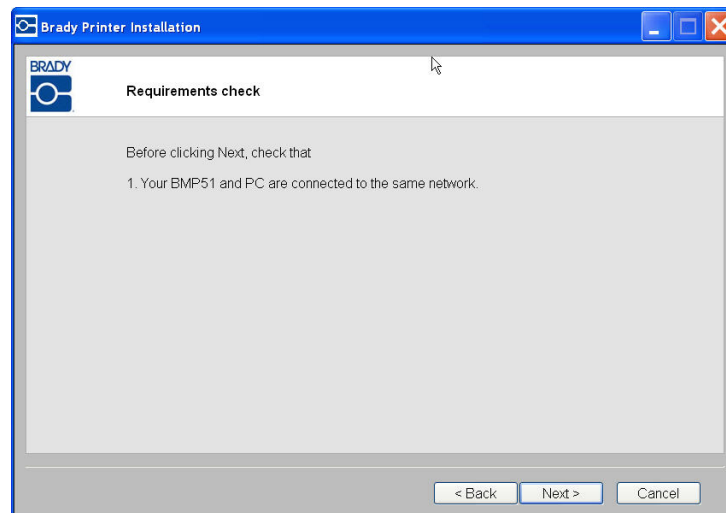 Brady Printer Installation
BRADY
Requirements check
Before clicking Next, check that
1. Your BMP51 and PC are connected to the same network.
< Back
Next >
Cancel